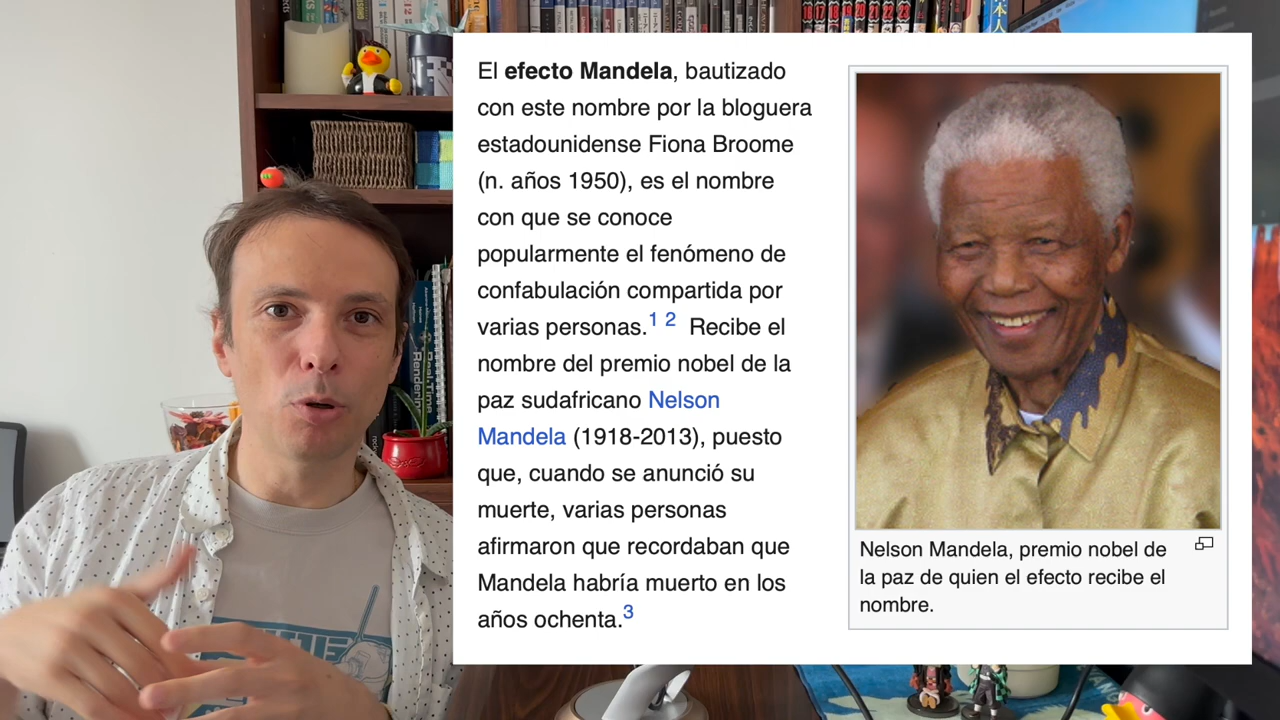 El efecto Mandela, bautizado
con este nombre por la bloguera
estadounidense Fiona Broome
(n. años 1950), es el nombre
con que se conoce
popularmente el fenómeno de
confabulación compartida por
varias personas.1 2 Recibe el
nombre del premio nobel de la
paz sudafricano Nelson
Mandela (1918-2013), puesto
que, cuando se anunció su
muerte, varias personas
afirmaron que recordaban que
Mandela habría muerto en los
años ochenta.3
Nelson Mandela, premio nobel de
la paz de quien el efecto recibe el
nombre.
Real-Time
Rendering